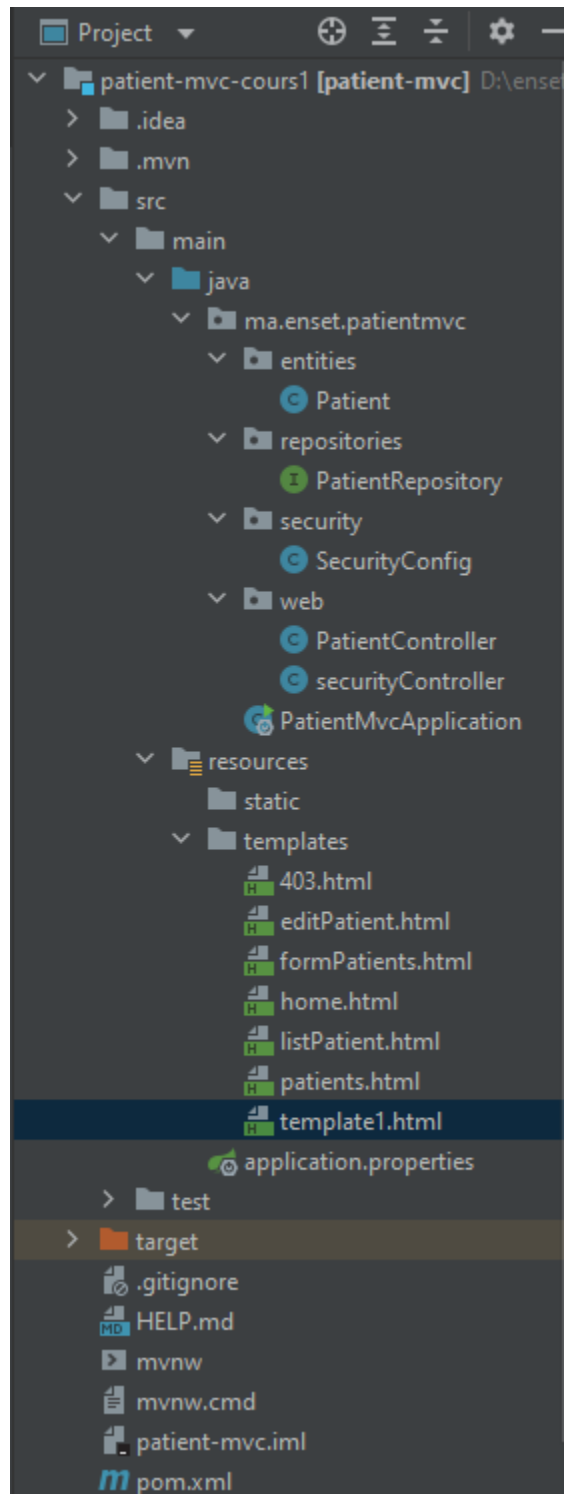 Project
patient-mvc-cours1 [patient-mvc] D:\enset
.idea
.mvn
src
main
java
ma.enset.patientmvc
entities
C Patient
repositories
I PatientRepository
security
C SecurityConfig
web
C PatientController
C securityController
PatientMvcApplication
resources
static
templates
H 403.html
H editPatient.html
H formPatients.html
H home.html
H listPatient.html
H patients.html
H template1.html
application.properties
test
target
.gitignore
MD HELP.md
mvnw
mvnw.cmd
patient-mvc.iml
m pom.xml